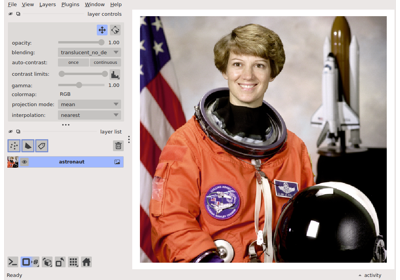 File View Layers Plugins Window Help
layer controls
opacity: 1.00
blending: translucent_no_de
auto-contrast: once continuous
contrast limits:
gamma: 1.00
colormap: RGB
projection mode: mean
interpolation: nearest
layer list
astronaut
Ready
activity